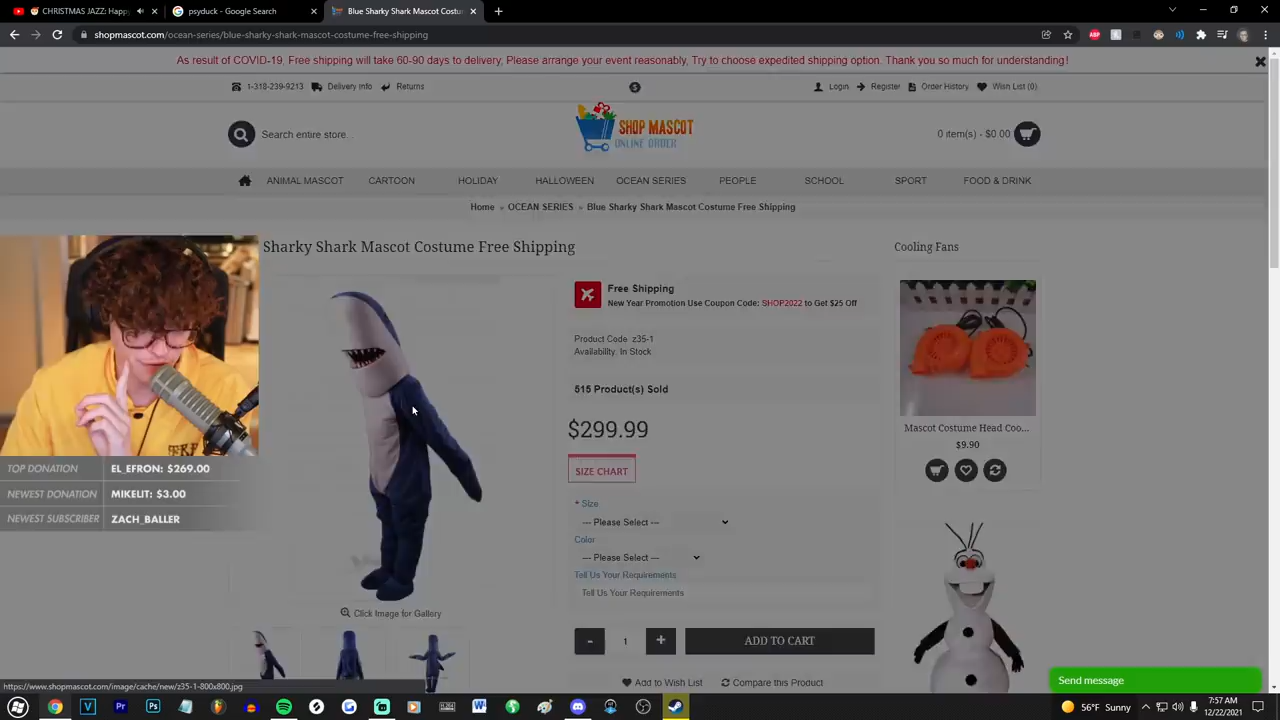 CHRISTMAS JAZZ: Happ
psyduck - Google Search
Blue Sharky Shark Mascot Costum
shopmascot.com/ocean-series/blue-sharky-shark-mascot-costume-free-shipping
As result of COVID-19, Free shipping will take 60-90 days to delivery, Please arrange your event reasonably, Try to choose expedited shipping option. Thank you so much for understanding!
1-318-239-9213 Delivery Info Returns
Login Register Order History Wish List (0)
Search entire store...
SHOP MASCOT
ONLINE ORDER
0 item(s) - $0.00
ANIMAL MASCOT CARTOON HOLIDAY HALLOWEEN OCEAN SERIES PEOPLE SCHOOL SPORT FOOD & DRINK
Home » OCEAN SERIES » Blue Sharky Shark Mascot Costume Free Shipping
Sharky Shark Mascot Costume Free Shipping
Cooling Fans
Free Shipping
New Year Promotion Use Coupon Code: SHOP2022 to Get $25 Off
Product Code z35-1
Availability: In Stock
515 Product(s) Sold
$299.99
SIZE CHART
* Size
--- Please Select ---
Color
--- Please Select ---
Tell Us Your Requirements
Tell Us Your Requirements
- 1 + ADD TO CART
Add to Wish List Compare this Product
Click Image for Gallery
Mascot Costume Head Coo...
$9.90
TOP DONATION EL_EFRON: $269.00
NEWEST DONATION MIKELIT: $3.00
NEWEST SUBSCRIBER ZACH_BALLER
Send message
https://www.shopmascot.com/image/cache/new/z35-1-800x800.jpg
56°F Sunny
7:57 AM
12/22/2021